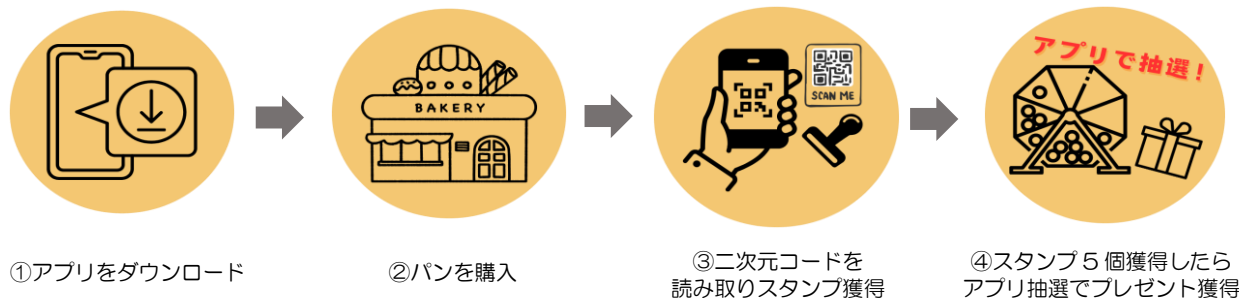 BAKERY
SCAN ME
アプリで抽選！
①アプリをダウンロード
②パンを購入
③二次元コードを
読み取りスタンプ獲得
④スタンプ５個獲得したら
アプリ抽選でプレゼント獲得